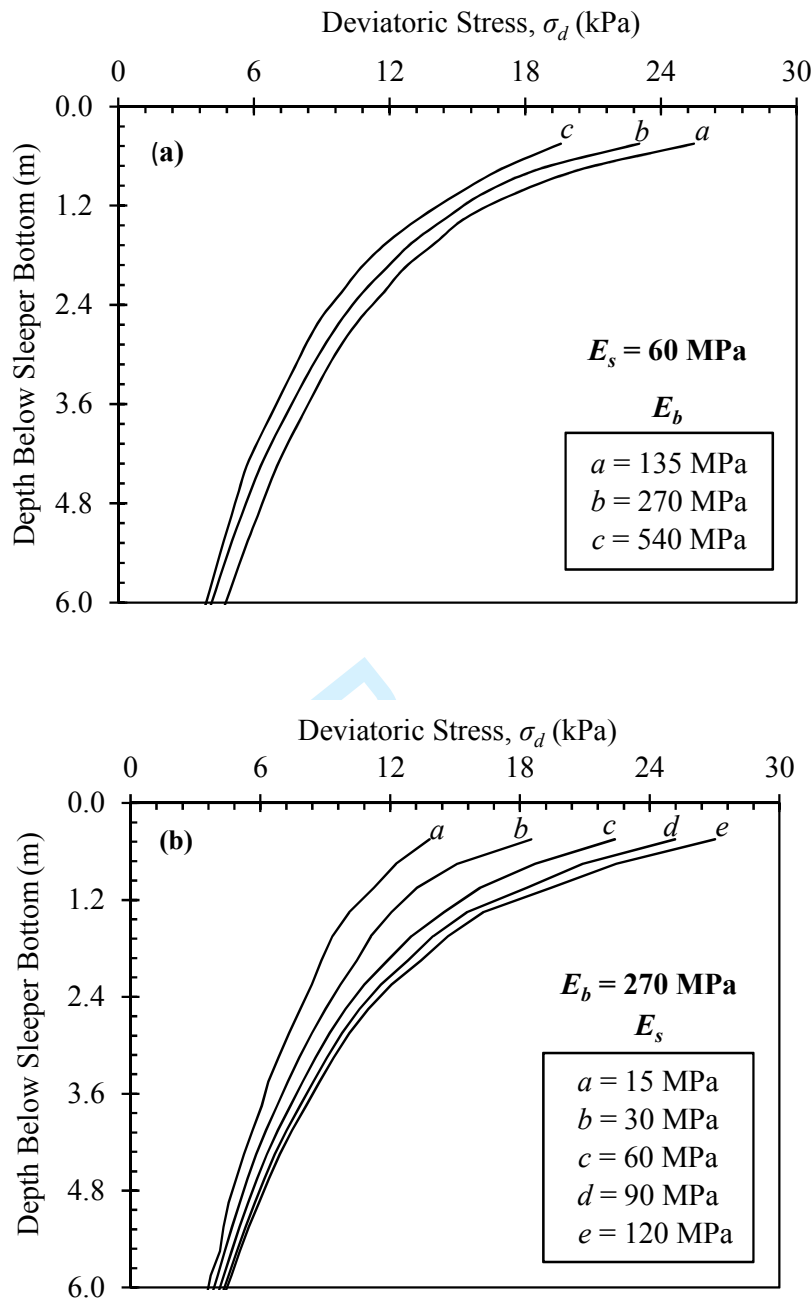 Deviatoric Stress, σd (kPa)
0 6 12 18 24 30
Depth Below Sleeper Bottom (m)
0.0
1.2
2.4
3.6
4.8
6.0
(a)
c b a
Es = 60 MPa
Eb
a = 135 MPa
b = 270 MPa
c = 540 MPa
Deviatoric Stress, σd (kPa)
0 6 12 18 24 30
Depth Below Sleeper Bottom (m)
0.0
1.2
2.4
3.6
4.8
6.0
(b)
a b c d e
Eb = 270 MPa
Es
a = 15 MPa
b = 30 MPa
c = 60 MPa
d = 90 MPa
e = 120 MPa